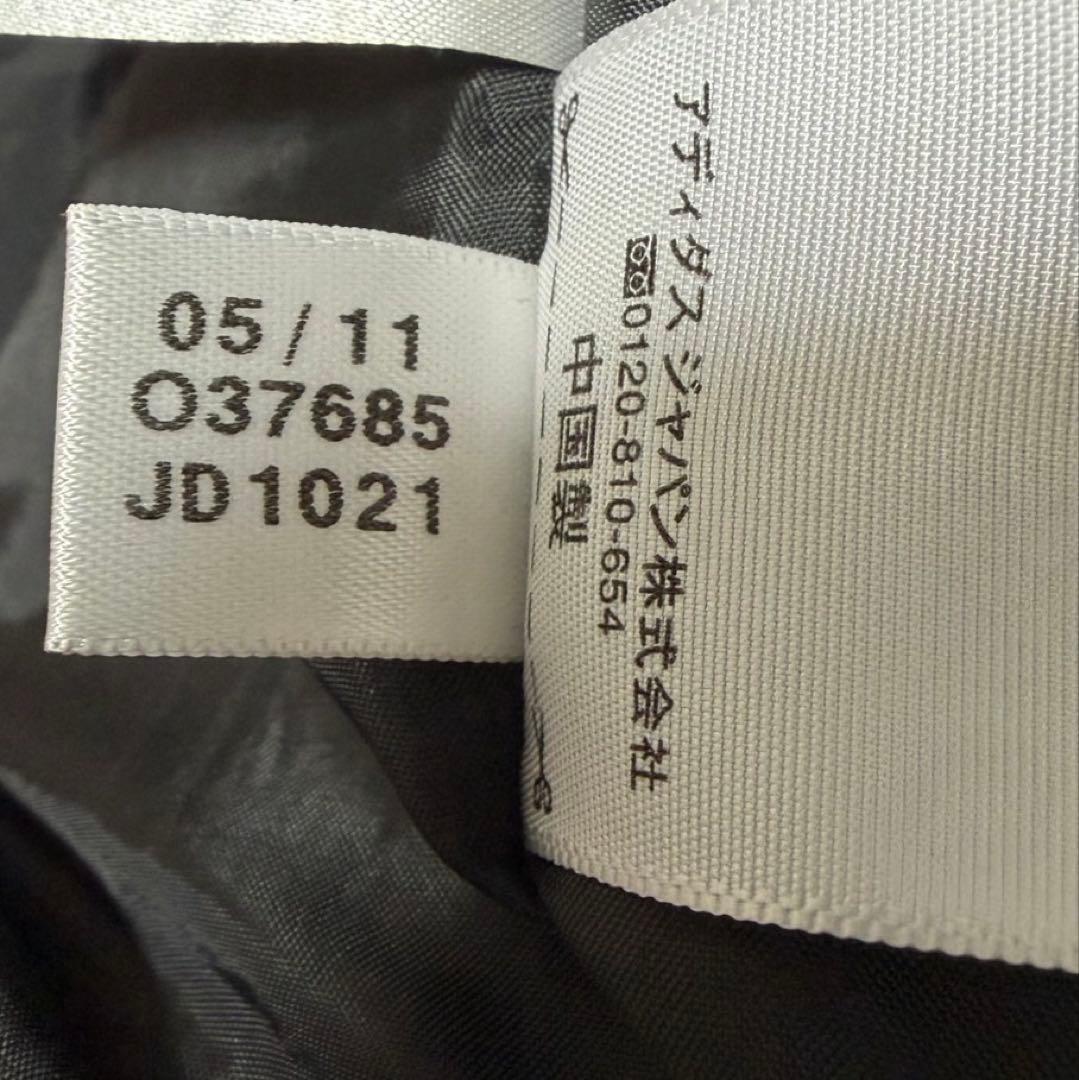 05/11
O37685
JD1021
アディダス ジャパン株式会社
0120-810-654
中国製